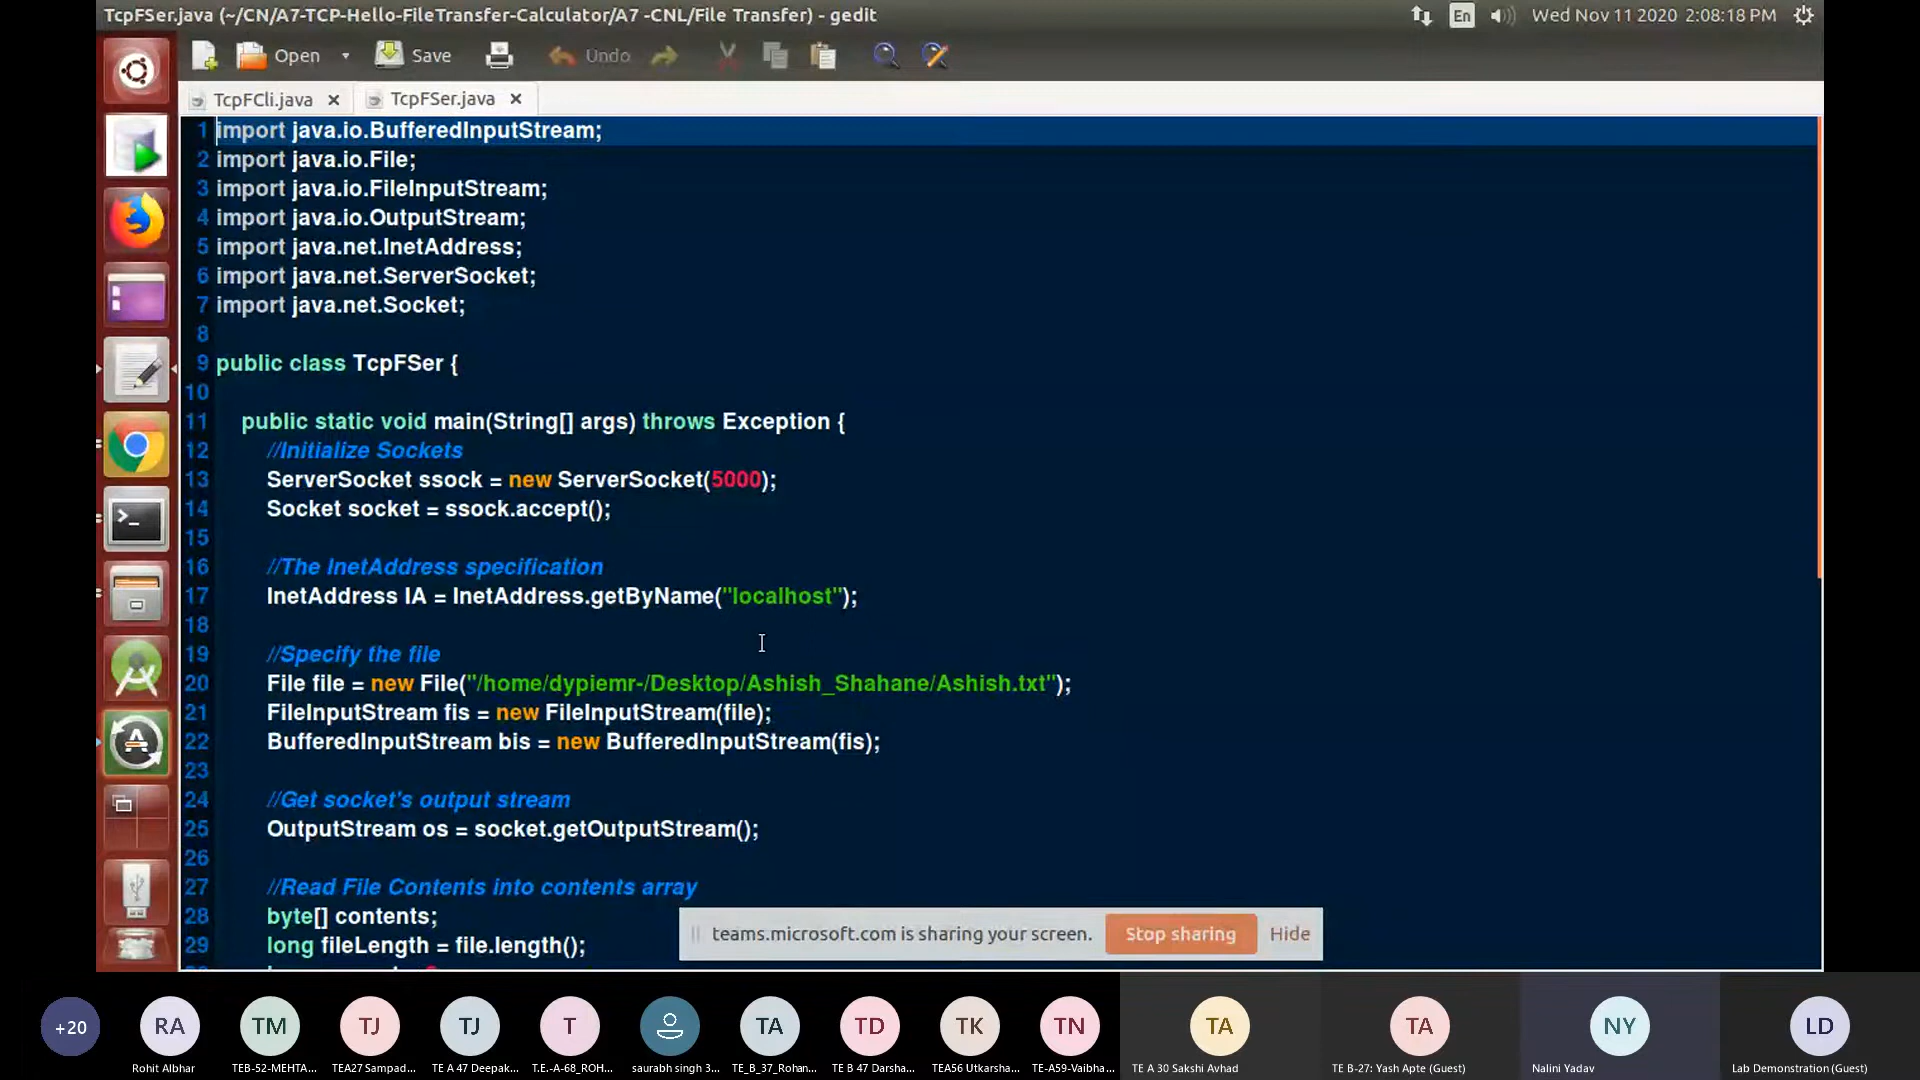 TcpFSer.java (~/CN/A7-TCP-Hello-FileTransfer-Calculator/A7 -CNL/File Transfer) - gedit
En
Wed Nov 11 2020 2:08:18 PM
Open
Save
Undo
TcpFCli.java
TcpFSer.java
1 import java.io.BufferedInputStream;
2 import java.io.File;
3 import java.io.FileInputStream;
4 import java.io.OutputStream;
5 import java.net.InetAddress;
6 import java.net.ServerSocket;
7 import java.net.Socket;
8
9 public class TcpFSer {
10
11 public static void main(String[] args) throws Exception {
12 //Initialize Sockets
13 ServerSocket ssock = new ServerSocket(5000);
14 Socket socket = ssock.accept();
15
16 //The InetAddress specification
17 InetAddress IA = InetAddress.getByName("localhost");
18
19 //Specify the file
20 File file = new File("/home/dypiemr-/Desktop/Ashish_Shahane/Ashish.txt");
21 FileInputStream fis = new FileInputStream(file);
22 BufferedInputStream bis = new BufferedInputStream(fis);
23
24 //Get socket's output stream
25 OutputStream os = socket.getOutputStream();
26
27 //Read File Contents into contents array
28 byte[] contents;
29 long fileLength = file.length();
teams.microsoft.com is sharing your screen.
Stop sharing
Hide
+20
RA
TM
TJ
TJ
T
TA
TD
TK
TN
TA
TA
NY
LD
Rohit Albhar
TEB-52-MEHTA...
TEA27 Sampad...
TE A 47 Deepak...
T.E.-A-68_ROH...
saurabh singh 3...
TE_B_37_Rohan...
TE B 47 Darsha...
TEA56 Utkarsha...
TE-A59-Vaibha...
TE A 30 Sakshi Avhad
TE B-27: Yash Apte (Guest)
Nalini Yadav
Lab Demonstration (Guest)